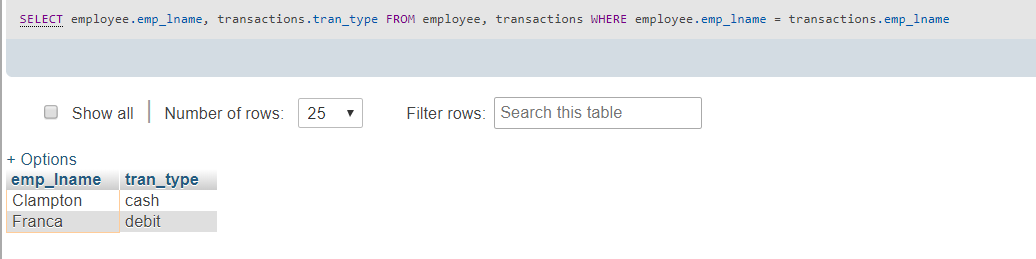 SELECT employee.emp_lname, transactions.tran_type FROM employee, transactions WHERE employee.emp_lname = transactions.emp_lname
Show all | Number of rows: 25 Filter rows: Search this table
+ Options
emp_lname tran_type
Clampton cash
Franca debit